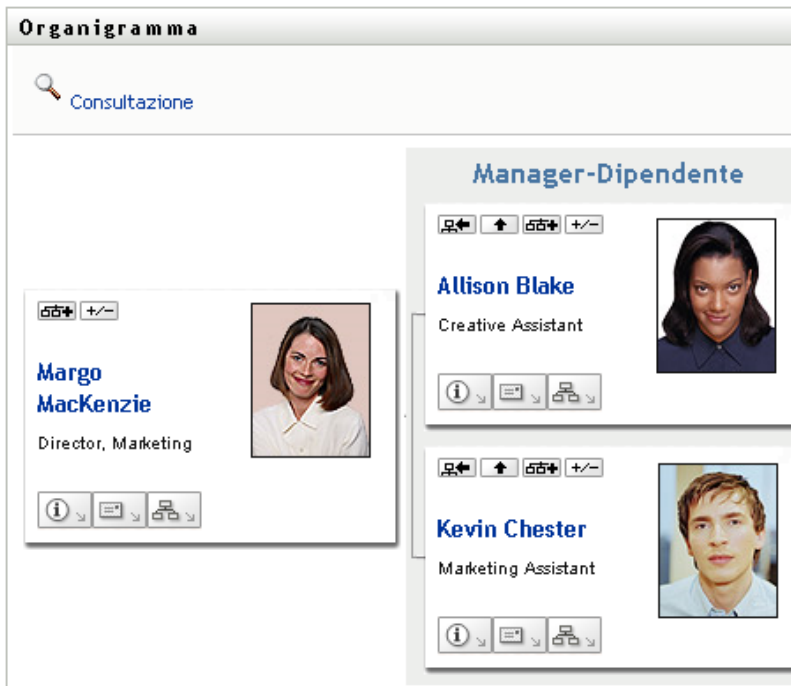 Organigramma
Consultazione
Manager-Dipendente
+/-
Allison Blake
Creative Assistant
+/-
Margo
MacKenzie
Director, Marketing
+/-
Kevin Chester
Marketing Assistant